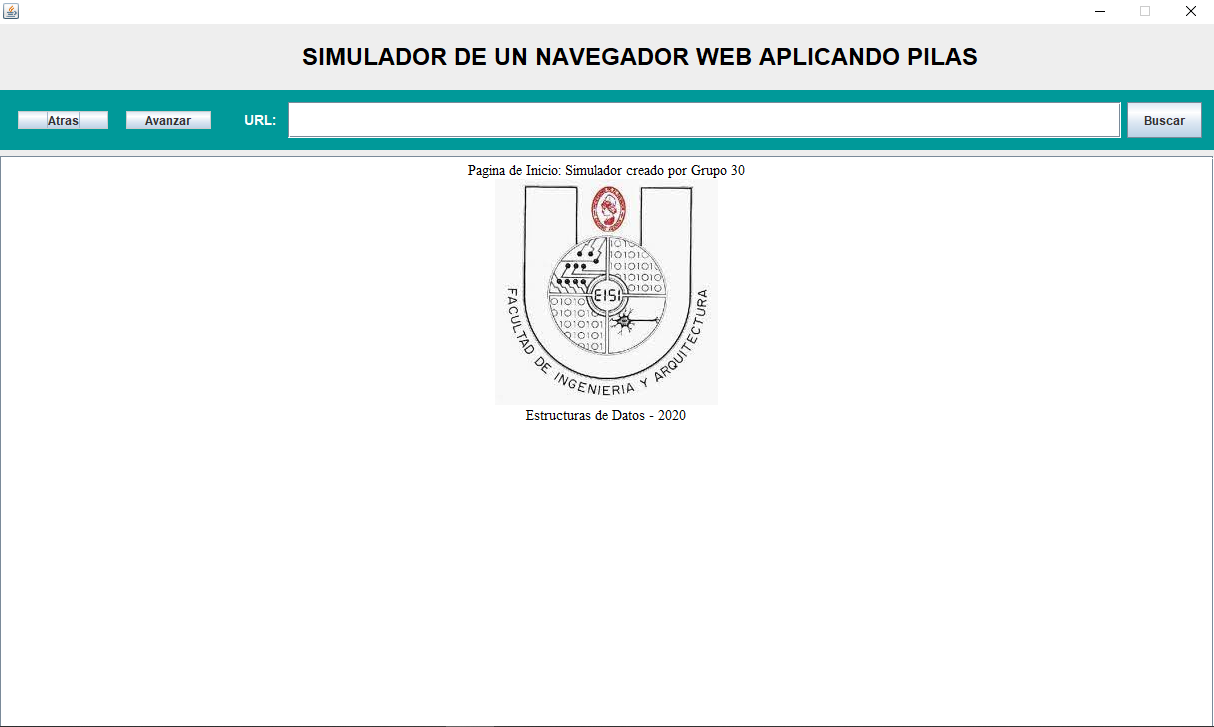 SIMULADOR DE UN NAVEGADOR WEB APLICANDO PILAS
Atras Avanzar URL: Buscar
Pagina de Inicio: Simulador creado por Grupo 30
EISI
FACULTAD DE INGENIERIA Y ARQUITECTURA
Estructuras de Datos - 2020